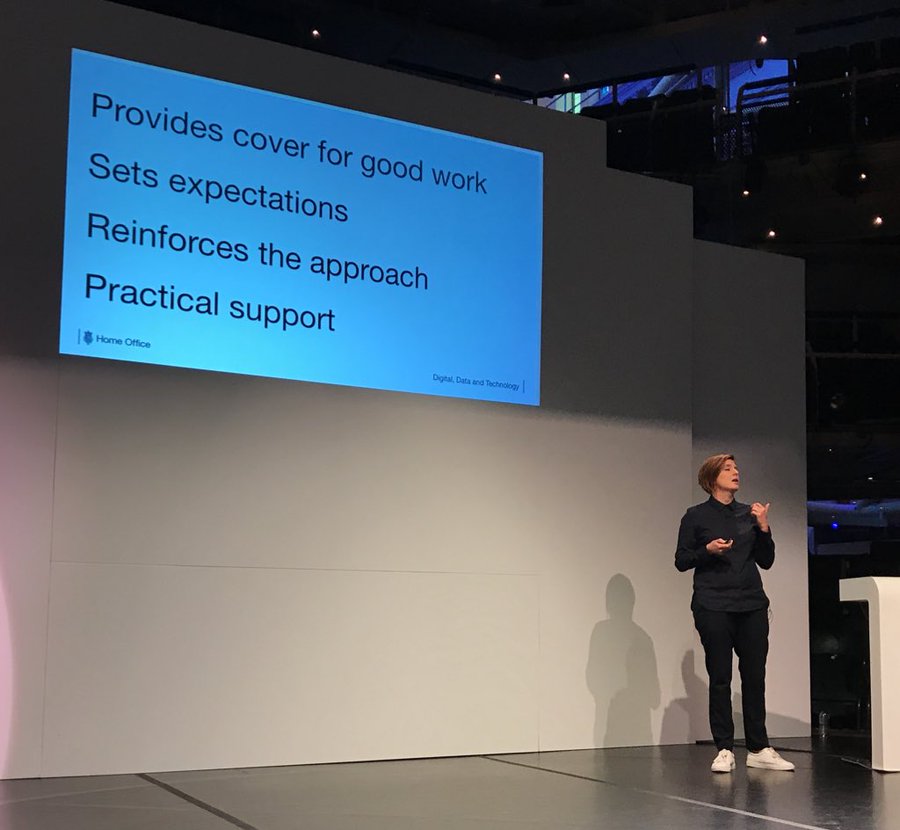 Provides cover for good work
Sets expectations
Reinforces the approach
Practical support
Home Office
Digital, Data and Technology